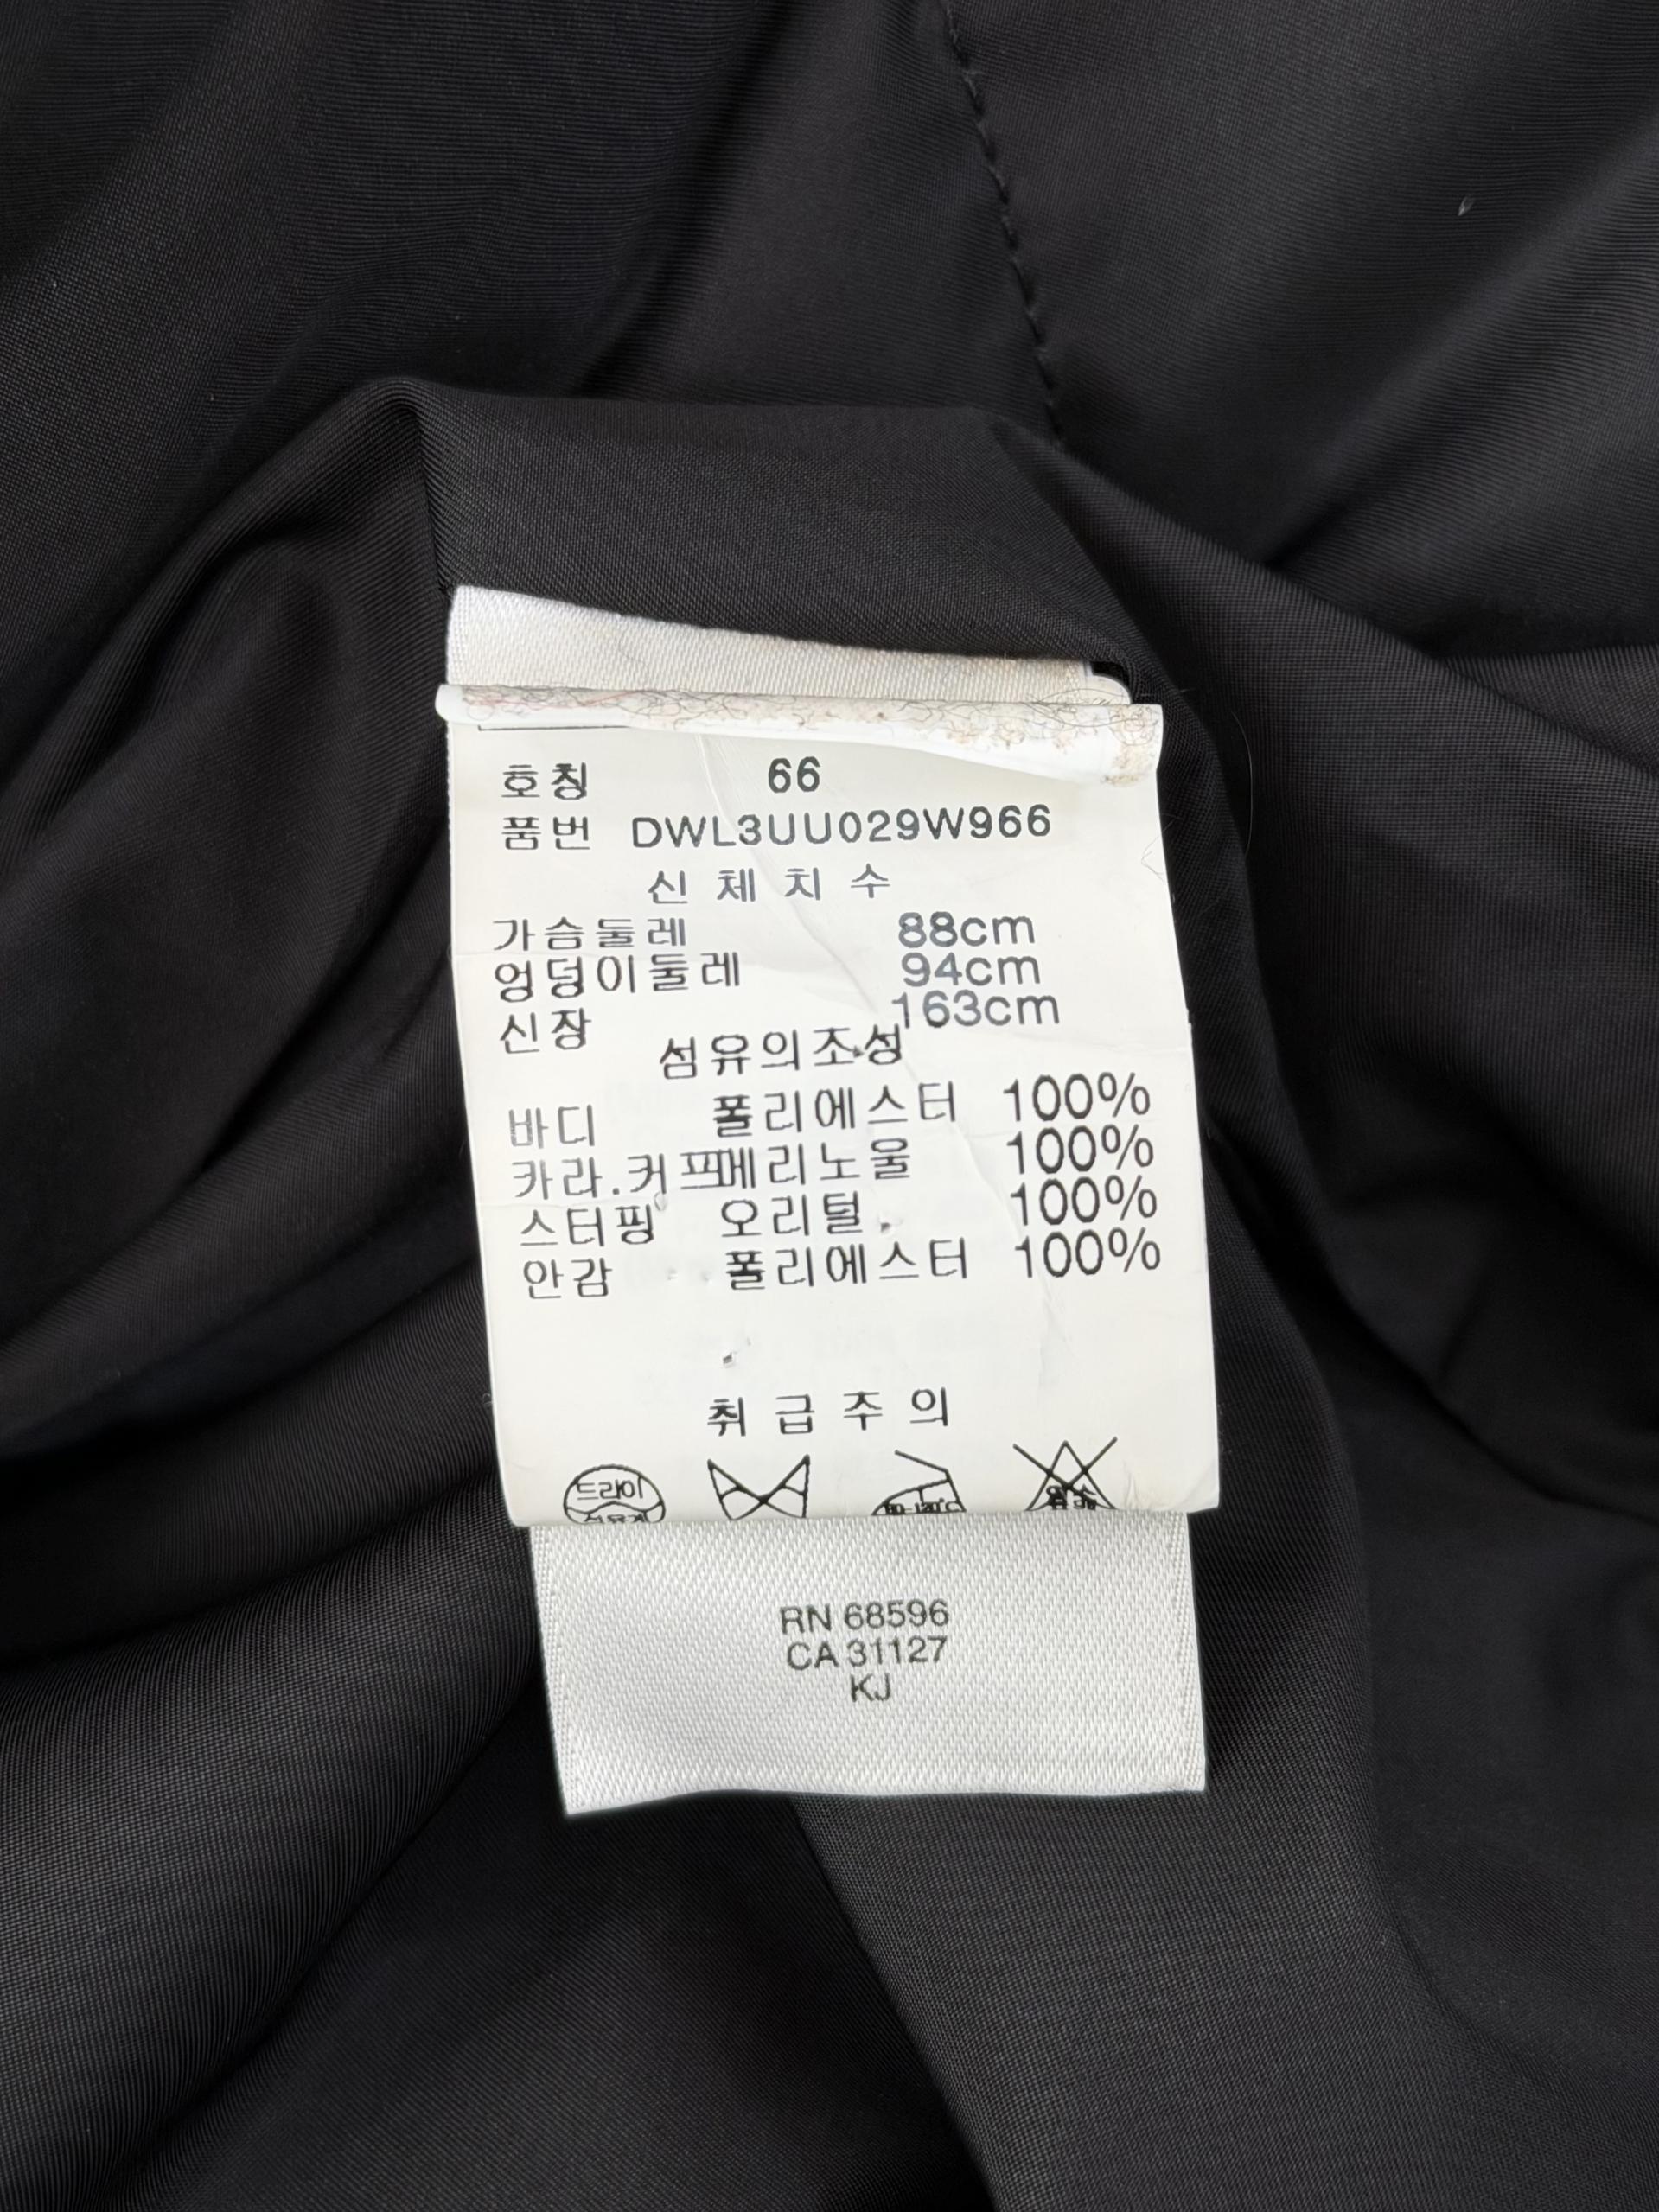 호칭 66
품번 DWL3UU029W966
신체치수
가슴둘레 88cm
엉덩이둘레 94cm
신장 163cm
섬유의조성
바디 폴리에스터 100%
카라.커프 메리노울 100%
스터핑 오리털 100%
안감 폴리에스터 100%
취급주의
드라이
80-120℃
RN 68596
CA 31127
KJ